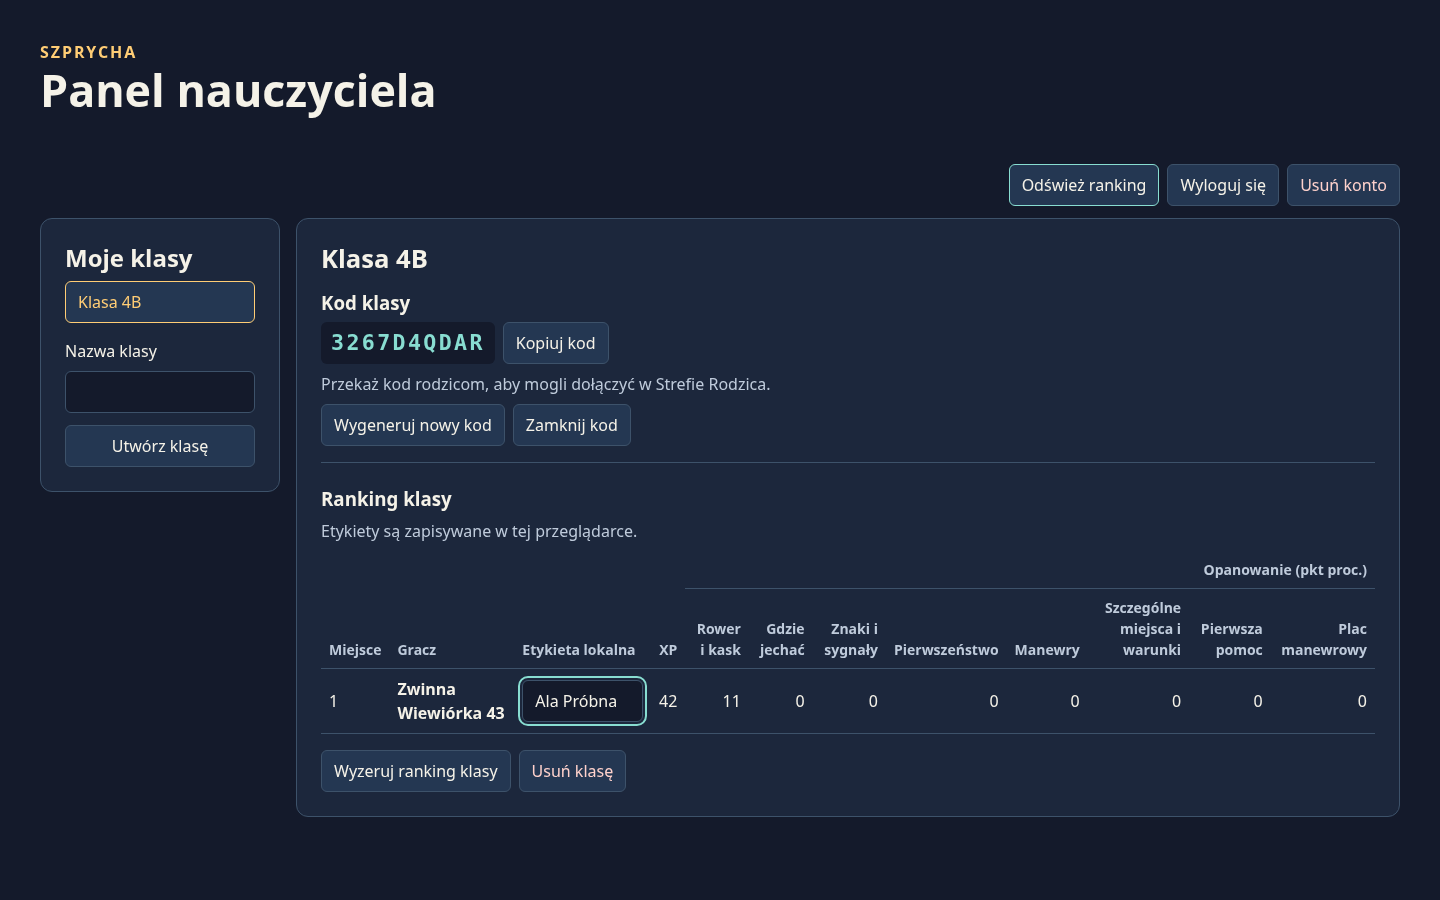 SZPRYCHA
Panel nauczyciela
Odśwież ranking
Wyloguj się
Usuń konto
Moje klasy
Klasa 4B
Nazwa klasy
Utwórz klasę
Klasa 4B
Kod klasy
3267D4QDAR
Kopiuj kod
Przekaż kod rodzicom, aby mogli dołączyć w Strefie Rodzica.
Wygeneruj nowy kod
Zamknij kod
Ranking klasy
Etykiety są zapisywane w tej przeglądarce.
Opanowanie (pkt proc.)
Miejsce
Gracz
Etykieta lokalna
XP
Rower
i kask
Gdzie
jechać
Znaki i
sygnały
Pierwszeństwo
Manewry
Szczególne
miejsca i
warunki
Pierwsza
pomoc
Plac
manewrowy
1
Zwinna
Wiewiórka 43
Ala Próbna
42
11
0
0
0
0
0
0
0
Wyzeruj ranking klasy
Usuń klasę